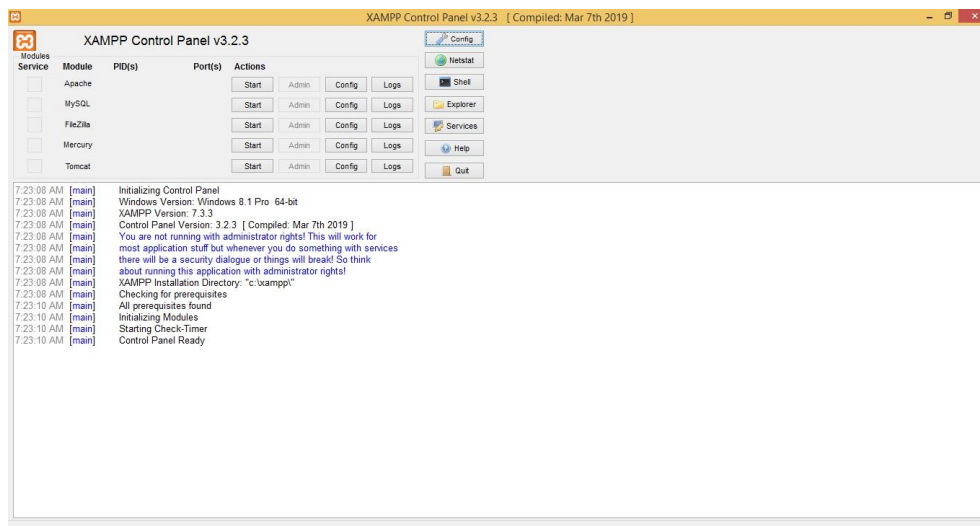 XAMPP Control Panel v3.2.3 [ Compiled: Mar 7th 2019 ]
XAMPP Control Panel v3.2.3
Config
Modules
Service Module PID(s) Port(s) Actions
Netstat
Apache Start Admin Config Logs
Shell
MySQL Start Admin Config Logs
Explorer
FileZilla Start Admin Config Logs
Services
Mercury Start Admin Config Logs
Help
Tomcat Start Admin Config Logs
Quit
7:23:08 AM [main] Initializing Control Panel
7:23:08 AM [main] Windows Version: Windows 8.1 Pro 64-bit
7:23:08 AM [main] XAMPP Version: 7.3.3
7:23:08 AM [main] Control Panel Version: 3.2.3 [ Compiled: Mar 7th 2019 ]
7:23:08 AM [main] You are not running with administrator rights! This will work for
7:23:08 AM [main] most application stuff but whenever you do something with services
7:23:08 AM [main] there will be a security dialogue or things will break! So think
7:23:08 AM [main] about running this application with administrator rights!
7:23:08 AM [main] XAMPP Installation Directory: "c:\xampp\"
7:23:08 AM [main] Checking for prerequisites
7:23:10 AM [main] All prerequisites found
7:23:10 AM [main] Initializing Modules
7:23:10 AM [main] Starting Check-Timer
7:23:10 AM [main] Control Panel Ready